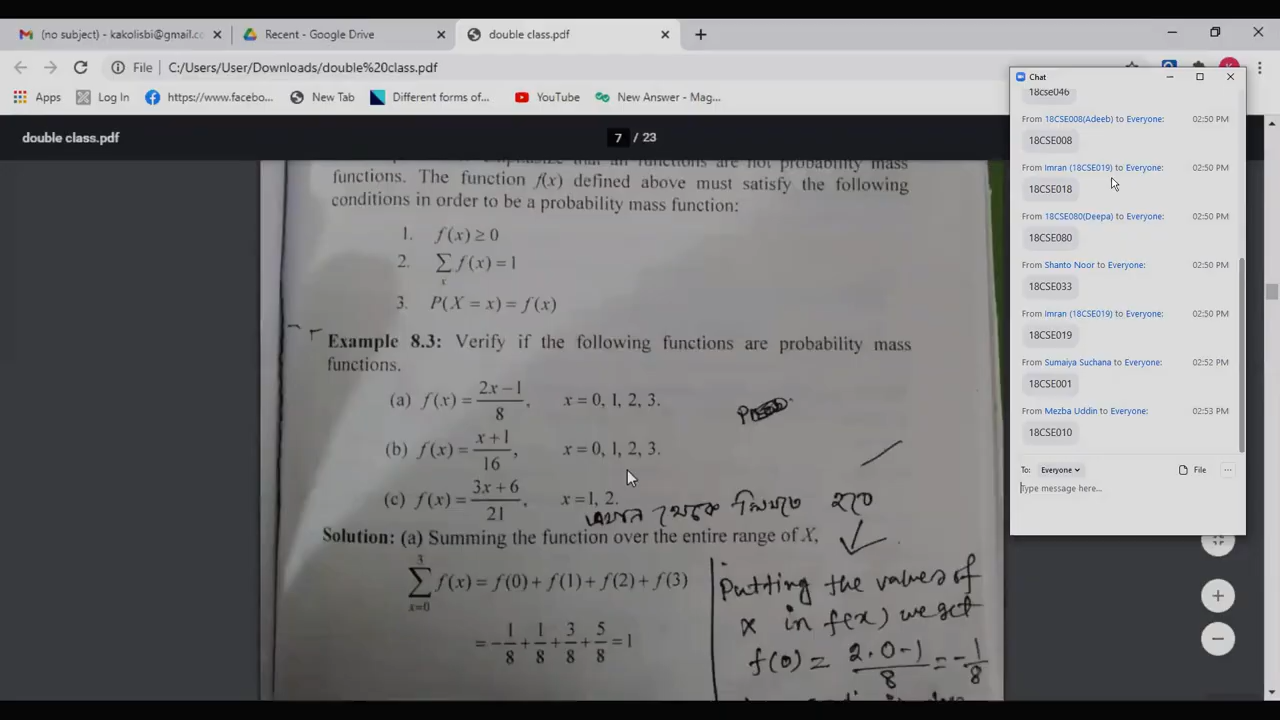 (no subject) - kakolisbi@gmail.co
Recent - Google Drive
double class.pdf
File
C:/Users/User/Downloads/double%20class.pdf
Apps
Log In
https://www.facebo...
New Tab
Different forms of...
YouTube
New Answer - Mag...
double class.pdf
7 / 23
functions. The function f(x) defined above must satisfy the following
conditions in order to be a probability mass function:
1. f(x) ≥ 0
2. ∑ₓ f(x) = 1
3. P(X = x) = f(x)
Example 8.3: Verify if the following functions are probability mass
functions.
(a) f(x) = (2x − 1)/8, x = 0, 1, 2, 3.
(b) f(x) = (x + 1)/16, x = 0, 1, 2, 3.
(c) f(x) = (3x + 6)/21, x = 1, 2.
থেকে লিখতে হবে
Solution: (a) Summing the function over the entire range of X,
3
∑ f(x) = f(0) + f(1) + f(2) + f(3)
x=0
= −1/8 + 1/8 + 3/8 + 5/8 = 1
Putting the values of
x in f(x) we get
f(0) = (2.0−1)/8 = −1/8
Chat
18cse046
From 18CSE008(Adeeb) to Everyone: 02:50 PM
18CSE008
From Imran (18CSE019) to Everyone: 02:50 PM
18CSE018
From 18CSE080(Deepa) to Everyone: 02:50 PM
18CSE080
From Shanto Noor to Everyone: 02:50 PM
18CSE033
From Imran (18CSE019) to Everyone: 02:50 PM
18CSE019
From Sumaiya Suchana to Everyone: 02:52 PM
18CSE001
From Mezba Uddin to Everyone: 02:53 PM
18CSE010
To: Everyone
File
...
Type message here...